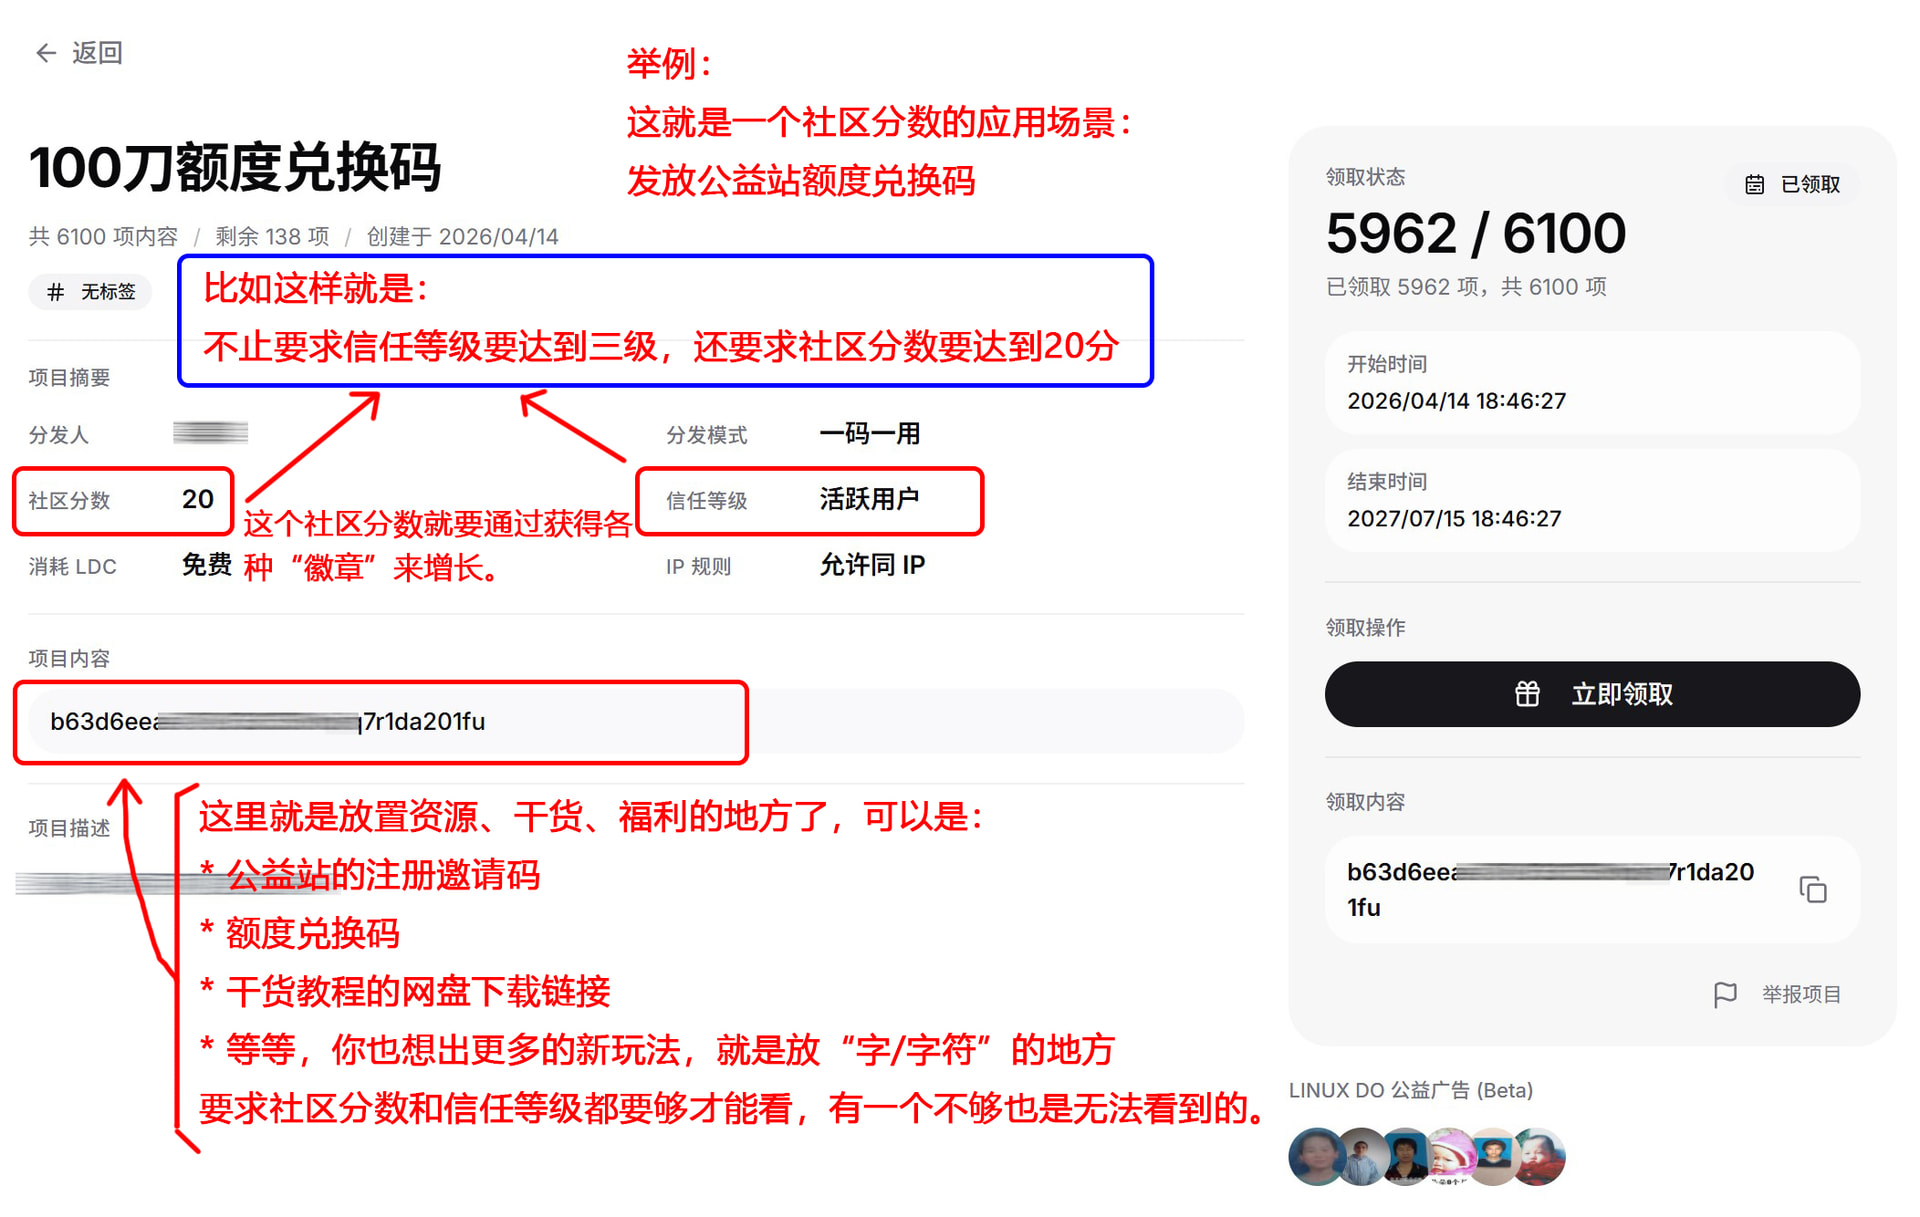 返回
举例：
这就是一个社区分数的应用场景：
发放公益站额度兑换码
100刀额度兑换码
共 6100 项内容 / 剩余 138 项 / 创建于 2026/04/14
# 无标签
比如这样就是：
不止要求信任等级要达到三级，还要求社区分数要达到20分
项目摘要
分发人
分发模式 一码一用
社区分数 20
信任等级 活跃用户
这个社区分数就要通过获得各
种“徽章”来增长。
消耗 LDC 免费
IP 规则 允许同 IP
项目内容
b63d6eea q7r1da201fu
项目描述
这里就是放置资源、干货、福利的地方了，可以是：
* 公益站的注册邀请码
* 额度兑换码
* 干货教程的网盘下载链接
* 等等，你也想出更多的新玩法，就是放“字/字符”的地方
要求社区分数和信任等级都要够才能看，有一个不够也是无法看到的。
领取状态
已领取
5962 / 6100
已领取 5962 项，共 6100 项
开始时间
2026/04/14 18:46:27
结束时间
2027/07/15 18:46:27
领取操作
立即领取
领取内容
b63d6eea 7r1da20
1fu
举报项目
LINUX DO 公益广告 (Beta)